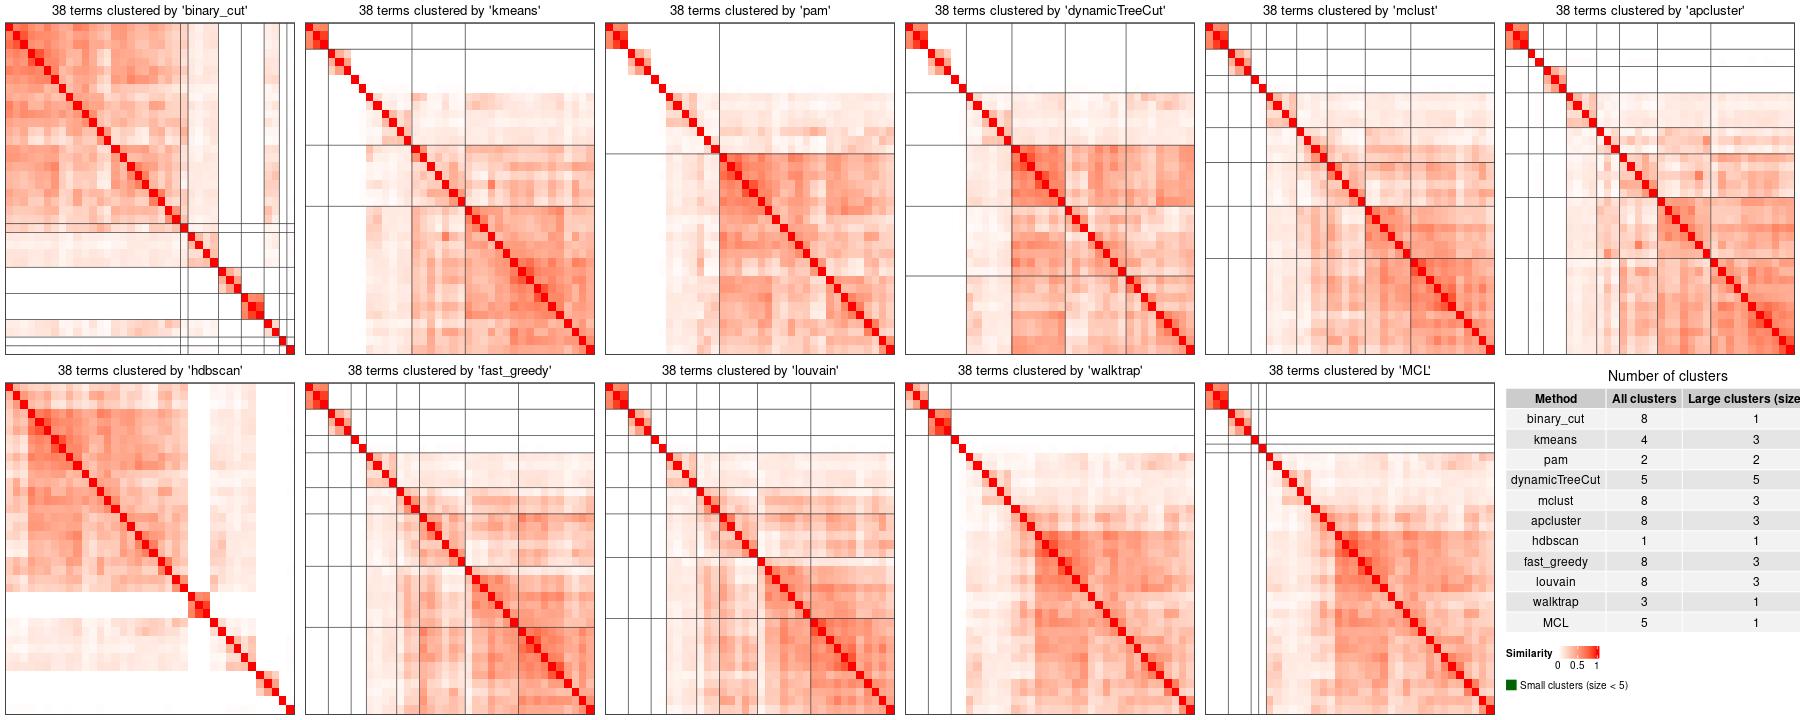 38 terms clustered by 'binary_cut'
38 terms clustered by 'kmeans'
38 terms clustered by 'pam'
38 terms clustered by 'dynamicTreeCut'
38 terms clustered by 'mclust'
38 terms clustered by 'apcluster'
38 terms clustered by 'hdbscan'
38 terms clustered by 'fast_greedy'
38 terms clustered by 'louvain'
38 terms clustered by 'walktrap'
38 terms clustered by 'MCL'
Number of clusters
Method All clusters Large clusters (size
binary_cut 8 1
kmeans 4 3
pam 2 2
dynamicTreeCut 5 5
mclust 8 3
apcluster 8 3
hdbscan 1 1
fast_greedy 8 3
louvain 8 3
walktrap 3 1
MCL 5 1
Similarity
0 0.5 1
Small clusters (size < 5)